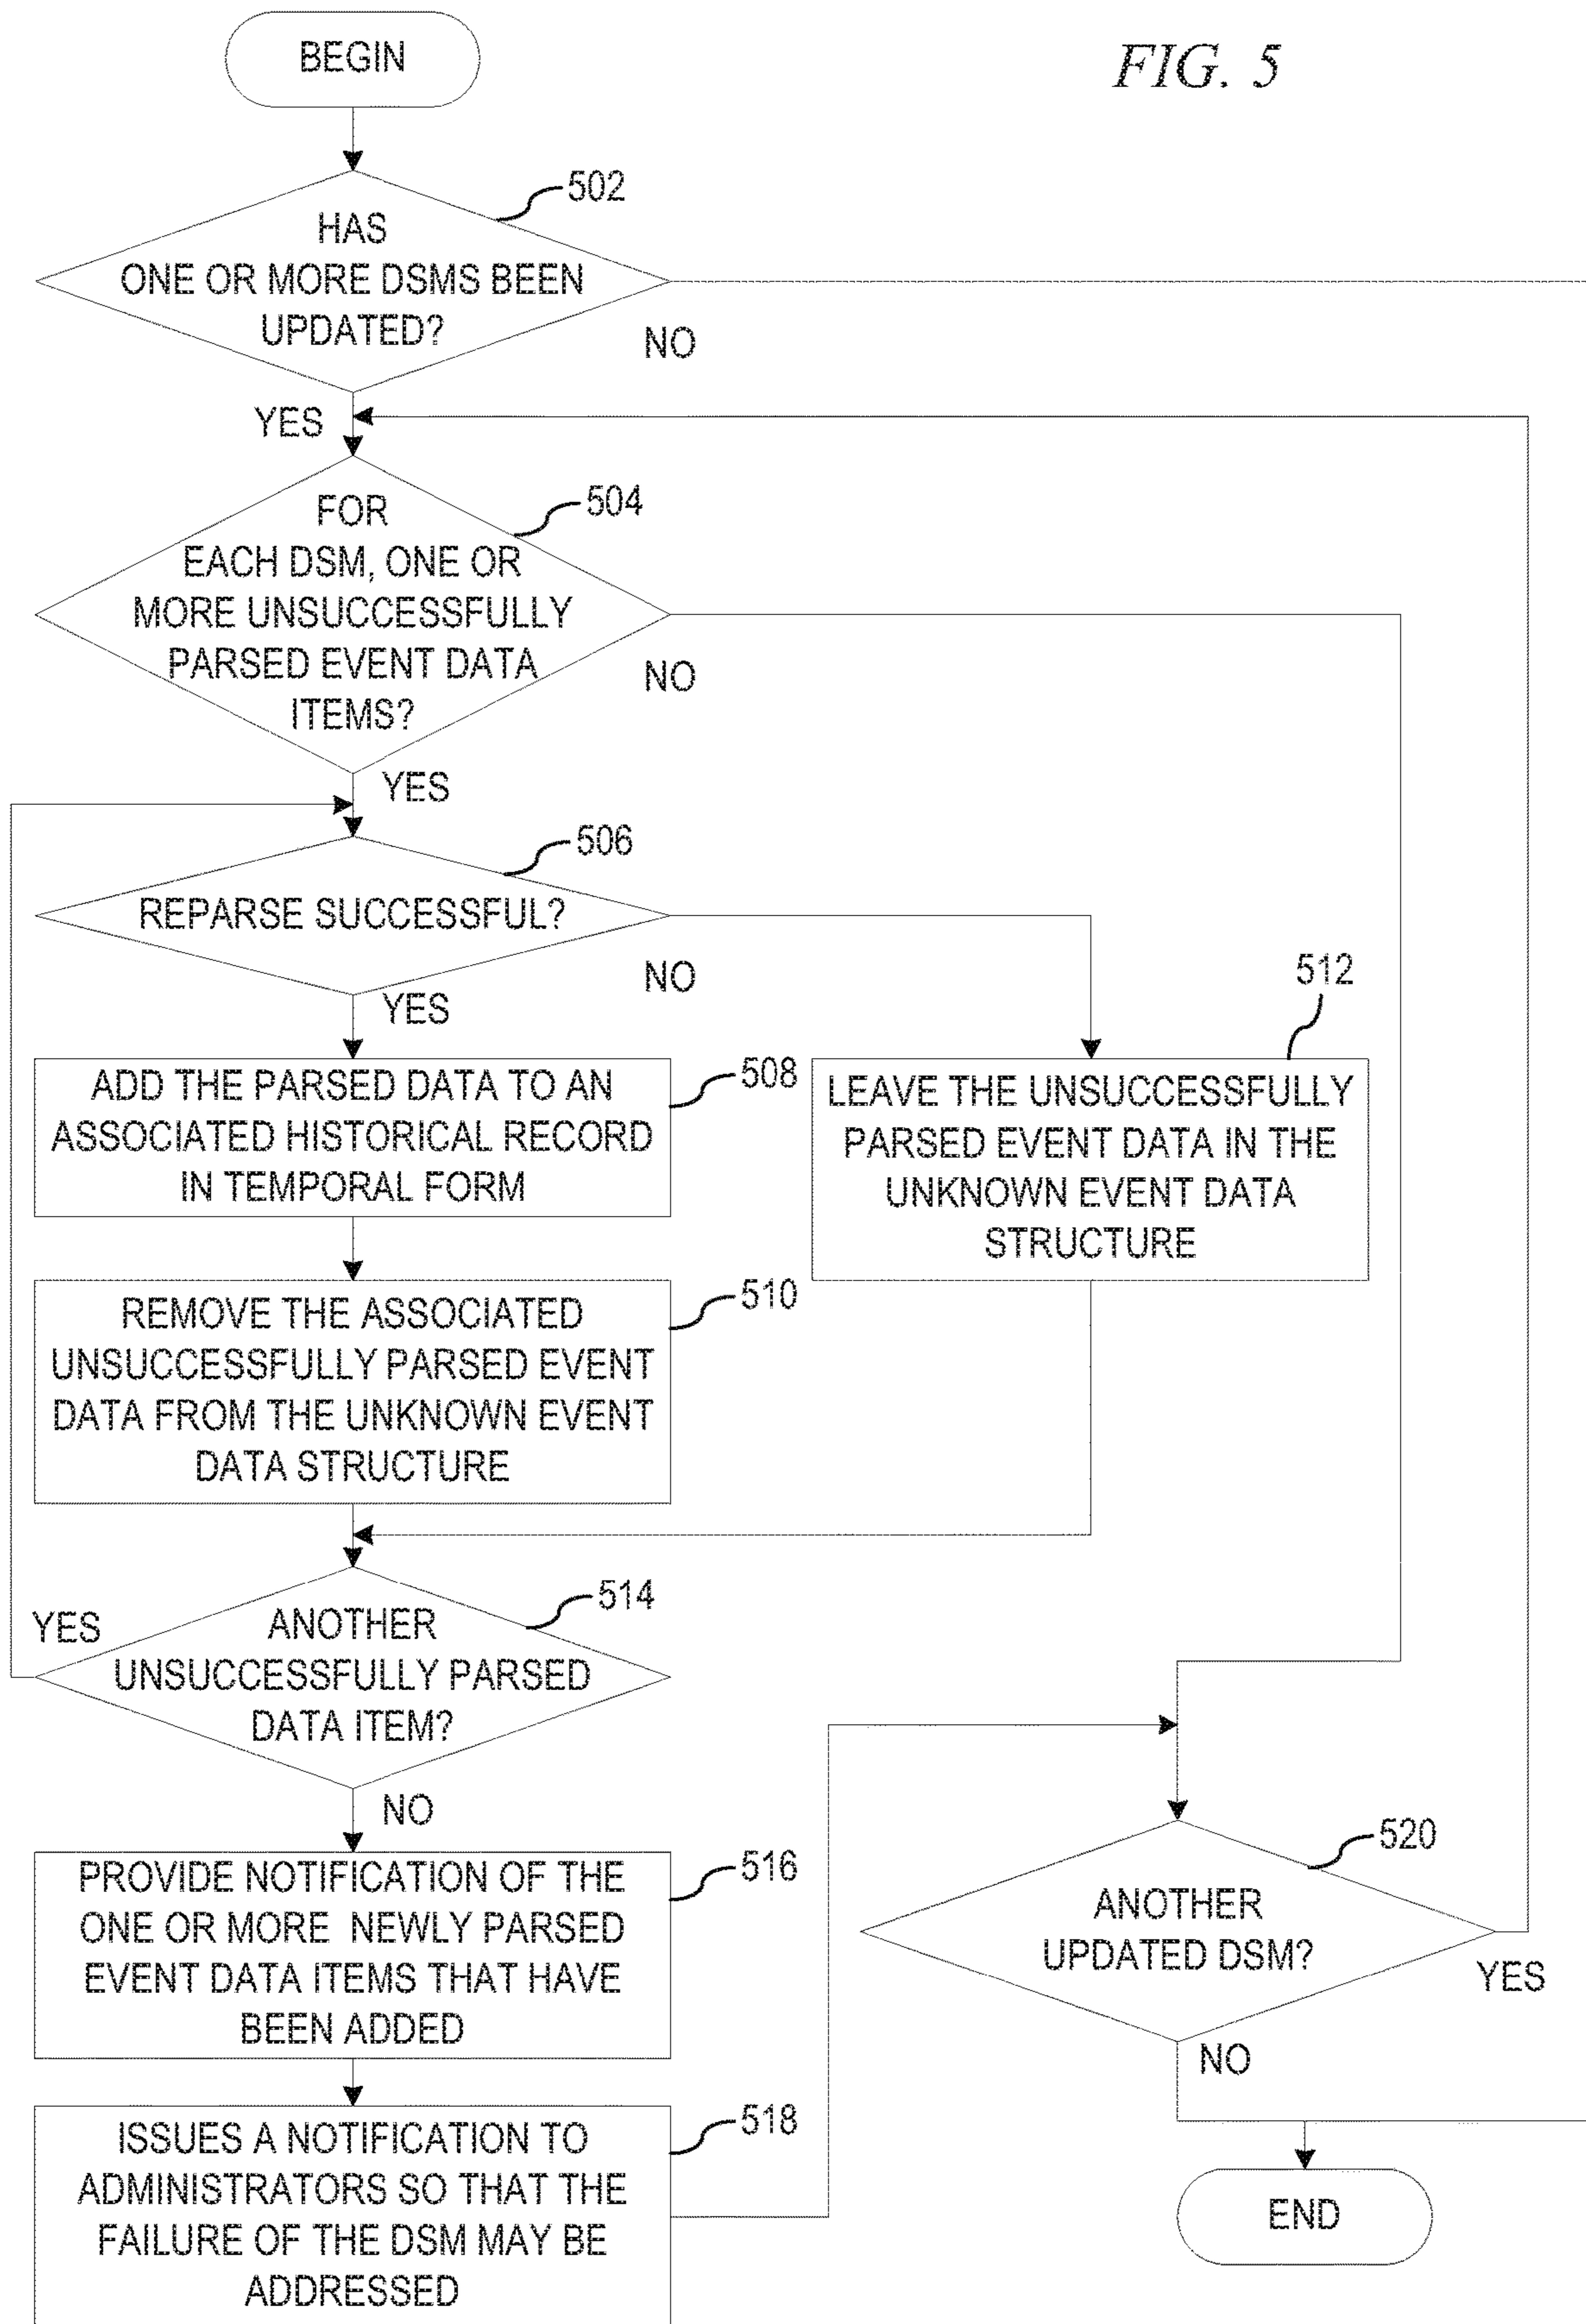 BEGIN
FIG. 5
502
HAS
ONE OR MORE DSMS BEEN
UPDATED?
NO
YES
504
FOR
EACH DSM, ONE OR
MORE UNSUCCESSFULLY
PARSED EVENT DATA
ITEMS?
NO
YES
506
REPARSE SUCCESSFUL?
NO
YES
508
ADD THE PARSED DATA TO AN
ASSOCIATED HISTORICAL RECORD
IN TEMPORAL FORM
512
LEAVE THE UNSUCCESSFULLY
PARSED EVENT DATA IN THE
UNKNOWN EVENT DATA
STRUCTURE
510
REMOVE THE ASSOCIATED
UNSUCCESSFULLY PARSED EVENT
DATA FROM THE UNKNOWN EVENT
DATA STRUCTURE
514
YES
ANOTHER
UNSUCCESSFULLY PARSED
DATA ITEM?
NO
516
PROVIDE NOTIFICATION OF THE
ONE OR MORE NEWLY PARSED
EVENT DATA ITEMS THAT HAVE
BEEN ADDED
520
ANOTHER
UPDATED DSM?
YES
NO
518
ISSUES A NOTIFICATION TO
ADMINISTRATORS SO THAT THE
FAILURE OF THE DSM MAY BE
ADDRESSED
END